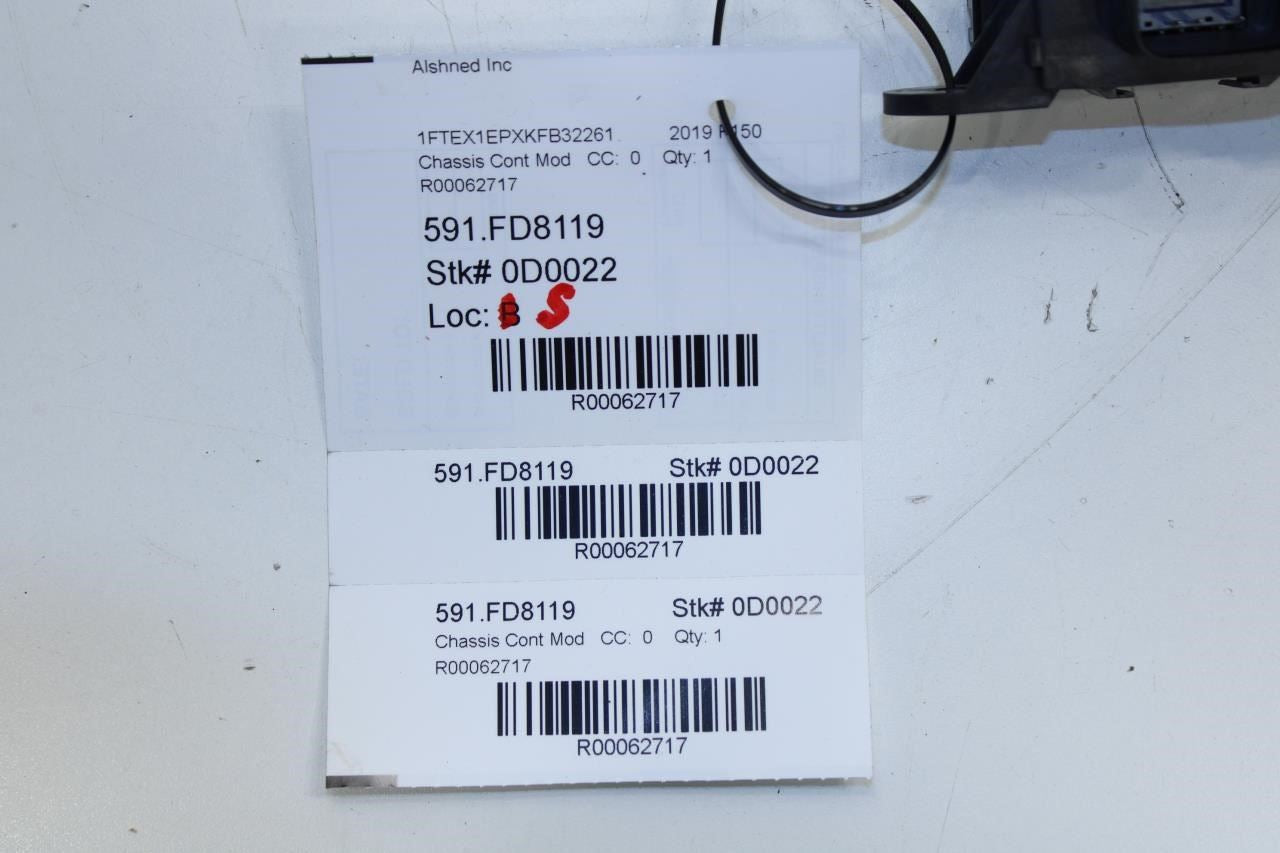 Alshned Inc
1FTEX1EPXKFB32261. 2019 F150
Chassis Cont Mod CC: 0 Qty: 1
R00062717
591.FD8119
Stk# 0D0022
Loc: B S
R00062717
591.FD8119 Stk# 0D0022
R00062717
591.FD8119 Stk# 0D0022
Chassis Cont Mod CC: 0 Qty: 1
R00062717
R00062717